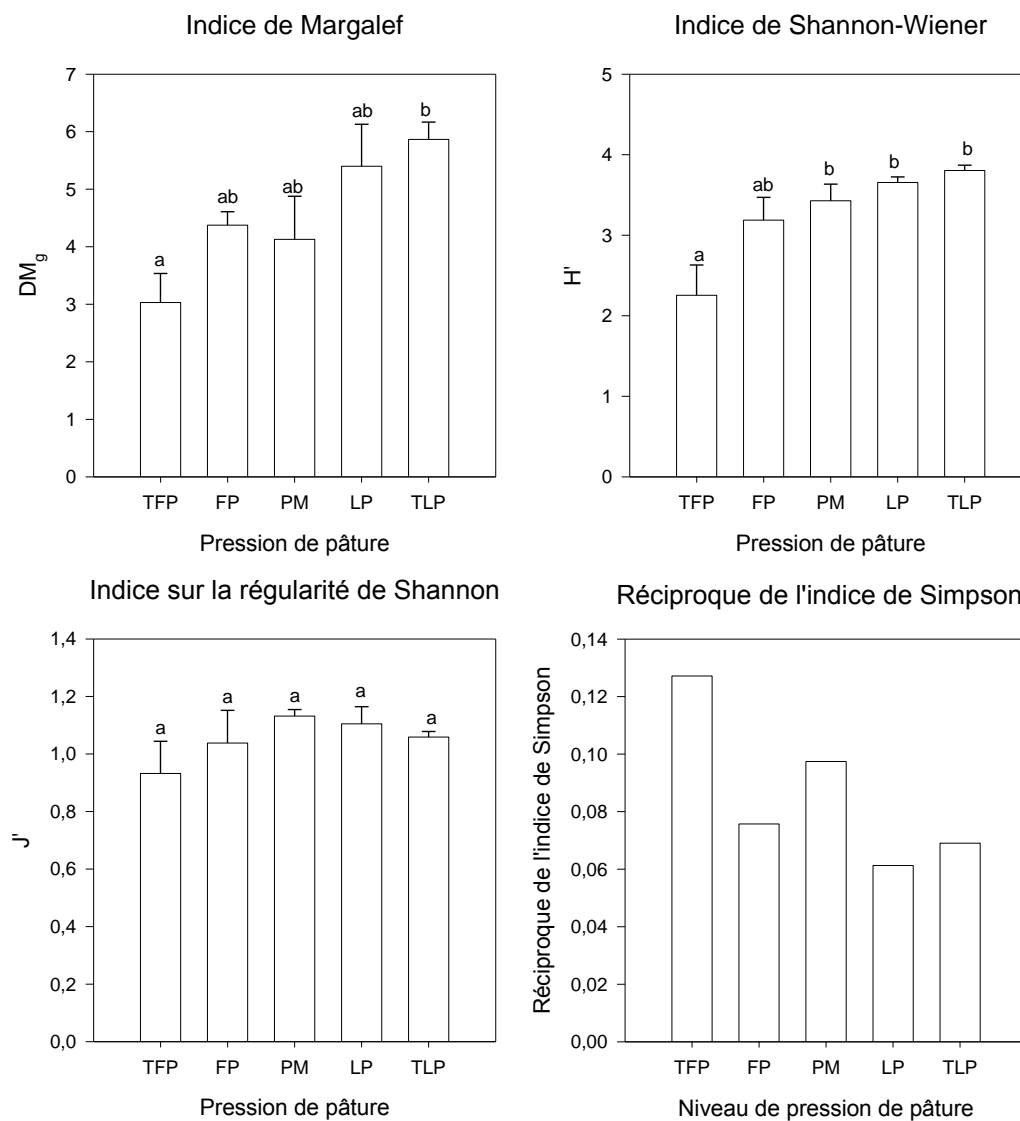 Indice de Margalef
7
6
5
4
3
2
1
0
DMg
a
ab
ab
ab
b
TFP FP PM LP TLP
Pression de pâture
Indice de Shannon-Wiener
5
4
3
2
1
0
H'
a
ab
b
b
b
TFP FP PM LP TLP
Pression de pâture
Indice sur la régularité de Shannon
1,4
1,2
1,0
0,8
0,6
0,4
0,2
0,0
J'
a
a
a
a
a
TFP FP PM LP TLP
Pression de pâture
Réciproque de l'indice de Simpson
0,14
0,12
0,10
0,08
0,06
0,04
0,02
0,00
Réciproque de l'indice de Simpson
TFP FP PM LP TLP
Niveau de pression de pâture